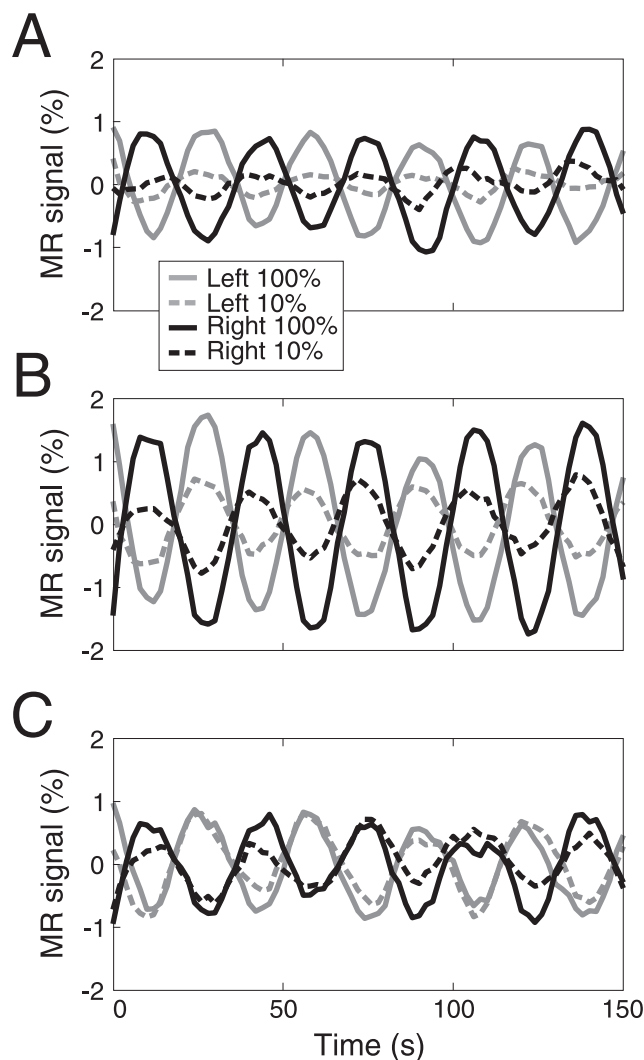 A
2
1
0
-1
-2
MR signal (%)
Left 100%
Left 10%
Right 100%
Right 10%
B
2
1
0
-1
-2
MR signal (%)
C
2
1
0
-1
-2
MR signal (%)
0 50 100 150
Time (s)